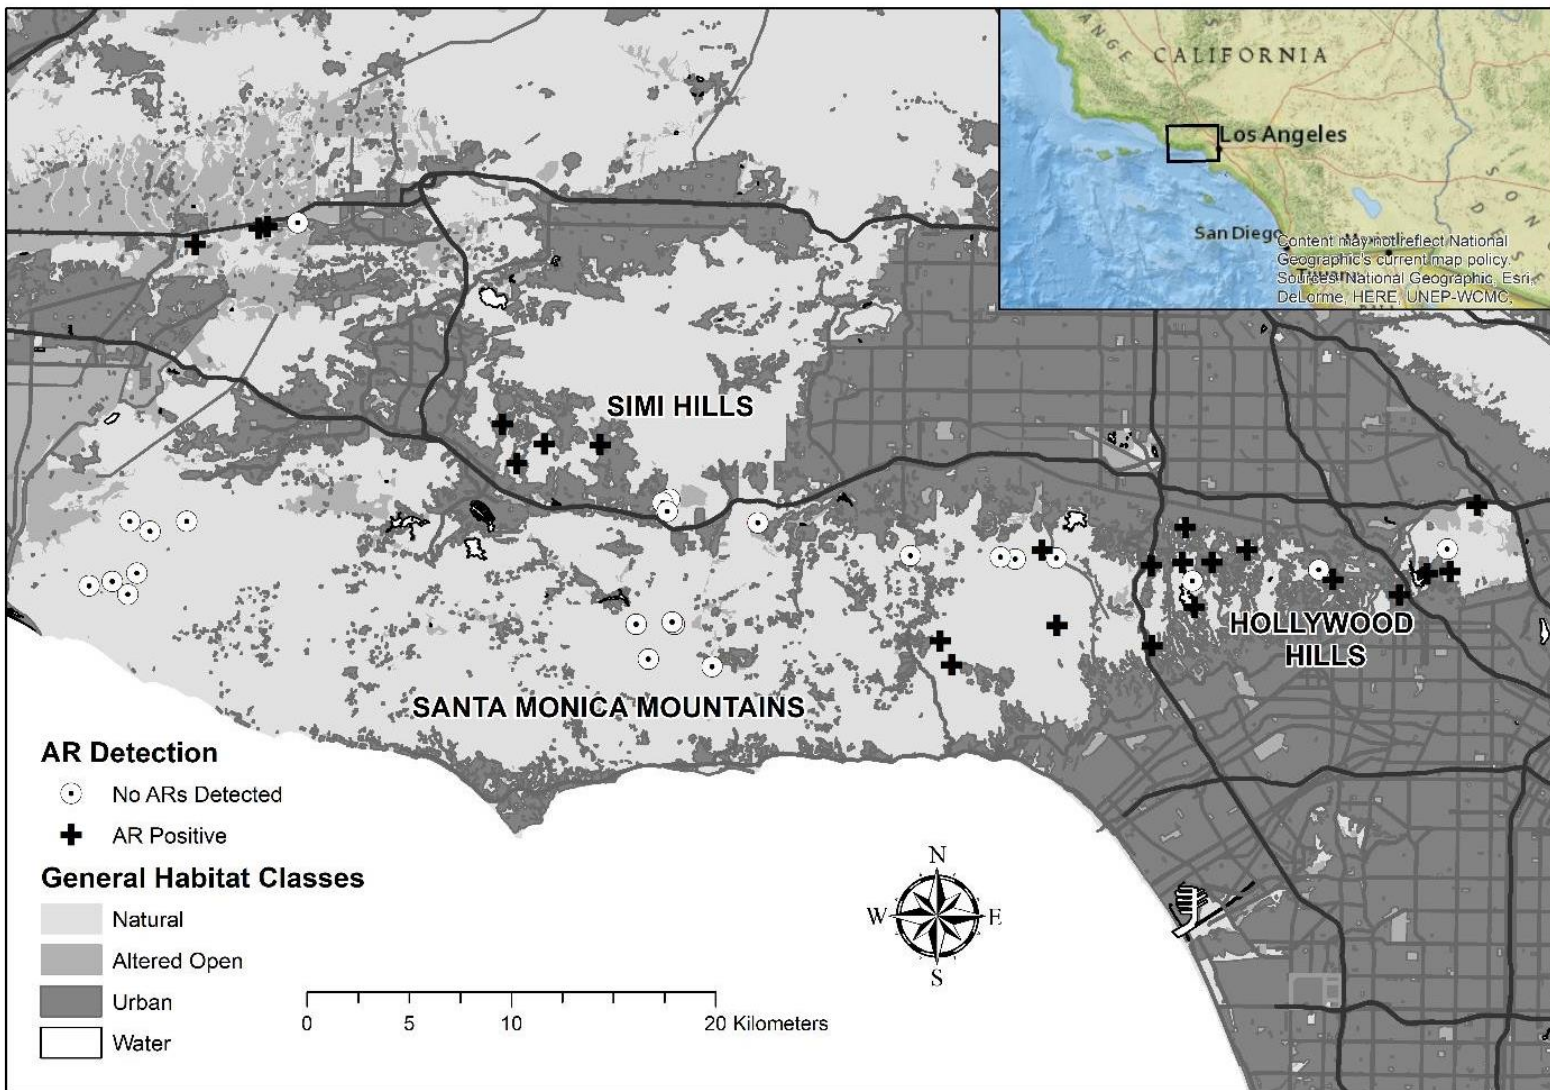 CALIFORNIA
RANGE
Los Angeles
San Diego
Content may not reflect National
Geographic's current map policy.
Sources: National Geographic, Esri,
DeLorme, HERE, UNEP-WCMC,
SIMI HILLS
HOLLYWOOD
HILLS
SANTA MONICA MOUNTAINS
AR Detection
No ARs Detected
AR Positive
General Habitat Classes
Natural
Altered Open
Urban
Water
0 5 10 20 Kilometers
N
W E
S